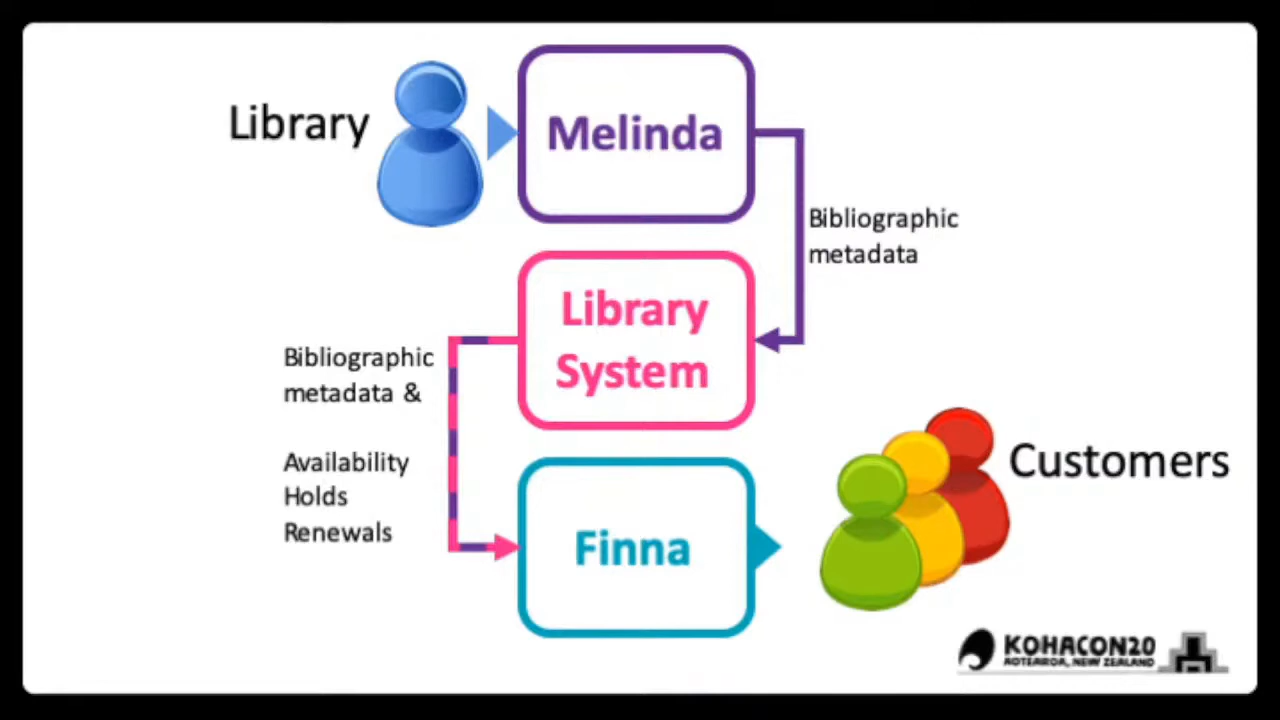 Library
Melinda
Bibliographic
metadata
Library
System
Bibliographic
metadata &
Availability
Holds
Renewals
Finna
Customers
KOHACON20
AOTEAROA, NEW ZEALAND